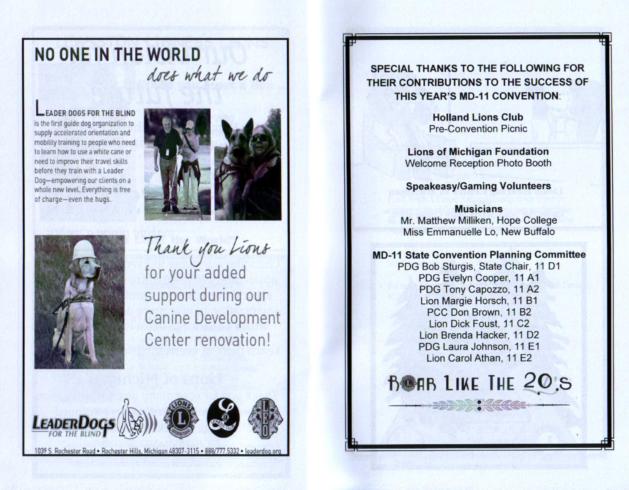 NO ONE IN THE WORLD
does what we do
LEADER DOGS FOR THE BLIND
is the first guide dog organization to
supply accelerated orientation and
mobility training to people who need
to learn how to use a white cane or
need to improve their travel skills
before they train with a Leader
Dog—empowering our clients on a
whole new level. Everything is free
of charge—even the hugs.
Thank you Lions
for your added
support during our
Canine Development
Center renovation!
LEADERDOGS
FOR THE BLIND
LIONS
L
1039 S. Rochester Road • Rochester Hills, Michigan 48307-3115 • 888/777.5332 • leaderdog.org
SPECIAL THANKS TO THE FOLLOWING FOR
THEIR CONTRIBUTIONS TO THE SUCCESS OF
THIS YEAR'S MD-11 CONVENTION:
Holland Lions Club
Pre-Convention Picnic
Lions of Michigan Foundation
Welcome Reception Photo Booth
Speakeasy/Gaming Volunteers
Musicians
Mr. Matthew Milliken, Hope College
Miss Emmanuelle Lo, New Buffalo
MD-11 State Convention Planning Committee
PDG Bob Sturgis, State Chair, 11 D1
PDG Evelyn Cooper, 11 A1
PDG Tony Capozzo, 11 A2
Lion Margie Horsch, 11 B1
PCC Don Brown, 11 B2
Lion Dick Foust, 11 C2
Lion Brenda Hacker, 11 D2
PDG Laura Johnson, 11 E1
Lion Carol Athan, 11 E2
ROAR LIKE THE 20'S